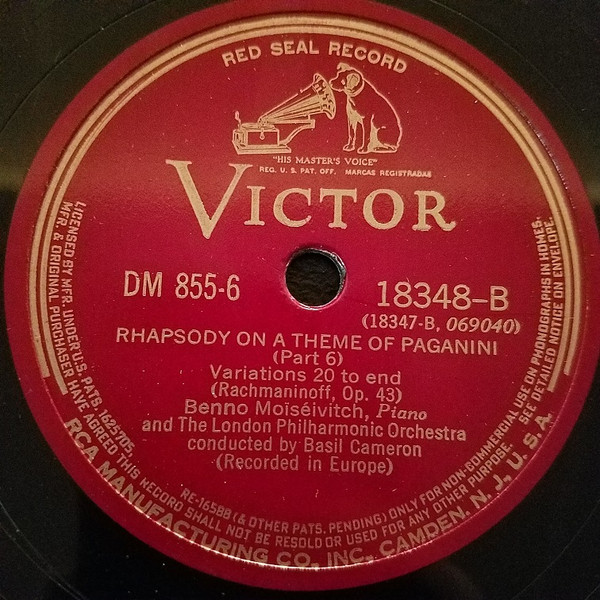 RED SEAL RECORD
"HIS MASTER'S VOICE"
REG. U. S. PAT. OFF. MARCAS REGISTRADAS
VICTOR
DM 855-6
18348-B
(18347-B, 069040)
RHAPSODY ON A THEME OF PAGANINI
(Part 6)
Variations 20 to end
(Rachmaninoff, Op. 43)
Benno Moïséivitch, Piano
and The London Philharmonic Orchestra
conducted by Basil Cameron
(Recorded in Europe)
LICENSED BY MFR. UNDER U.S. PATS. 1625705, RE-16588 (& OTHER PATS. PENDING) ONLY FOR NON-COMMERCIAL USE ON PHONOGRAPHS IN HOMES.
MFR. & ORIGINAL PURCHASER HAVE AGREED THIS RECORD SHALL NOT BE RESOLD OR USED FOR ANY OTHER PURPOSE. SEE DETAILED NOTICE ON ENVELOPE.
RCA MANUFACTURING CO., INC., CAMDEN, N. J., U. S. A.